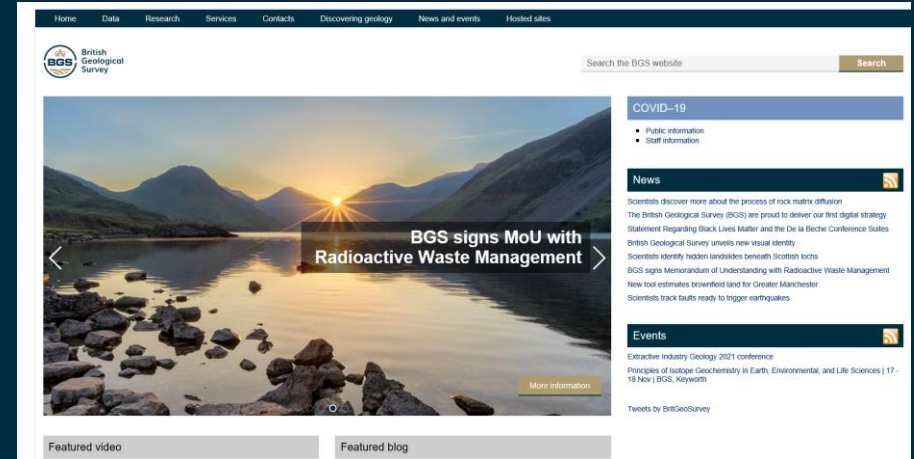 Home Data Research Services Contacts Discovering geology News and events Hosted sites
BGS
British
Geological
Survey
Search the BGS website
Search
BGS signs MoU with
Radioactive Waste Management
More information
COVID–19
Public information
Staff information
News
Scientists discover more about the process of rock matrix diffusion
The British Geological Survey (BGS) are proud to deliver our first digital strategy
Statement Regarding Black Lives Matter and the De la Beche Conference Suites
British Geological Survey unveils new visual identity
Scientists identify hidden landslides beneath Scottish lochs
BGS signs Memorandum of Understanding with Radioactive Waste Management
New tool estimates brownfield land for Greater Manchester
Scientists track faults ready to trigger earthquakes
Events
Extractive Industry Geology 2021 conference
Principles of Isotope Geochemistry in Earth, Environmental, and Life Sciences | 17 -
18 Nov | BGS, Keyworth
Tweets by BritGeoSurvey
Featured video
Featured blog